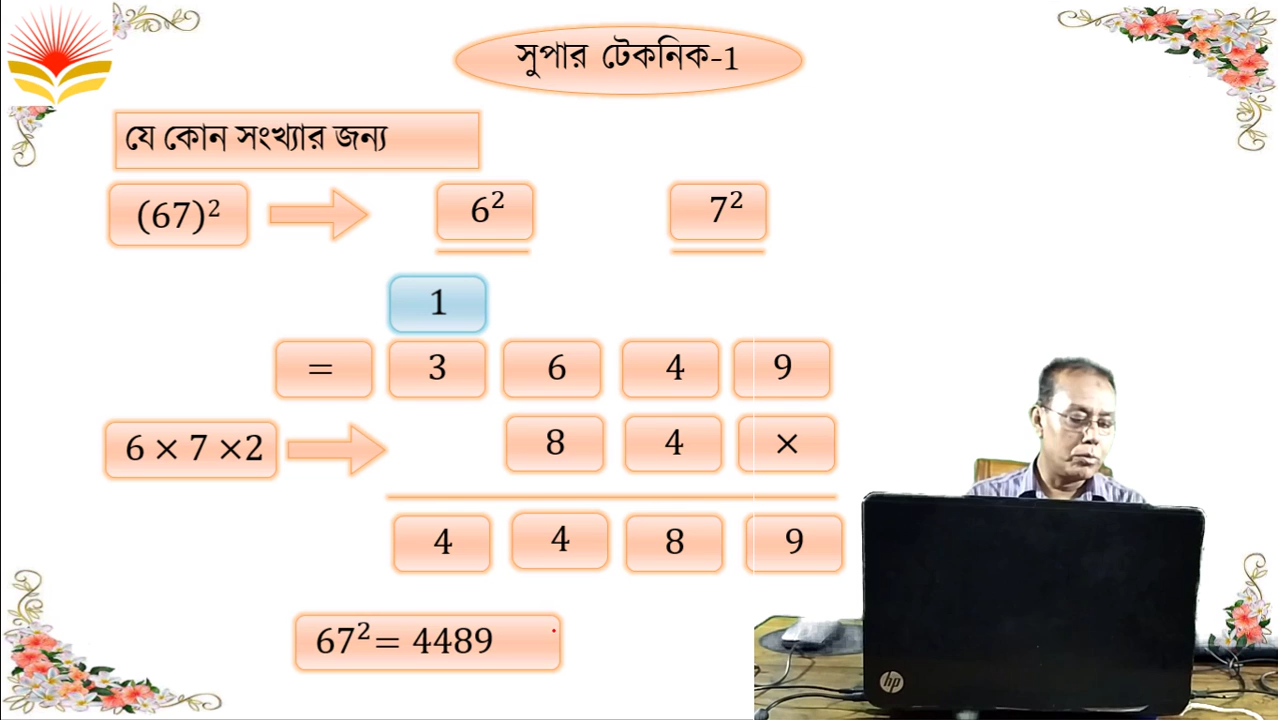 সুপার টেকনিক-1
যে কোন সংখ্যার জন্য
(67)² 6² 7²
1
= 3 6 4 9
6 × 7 ×2 8 4 ×
4 4 8 9
67²= 4489
hp